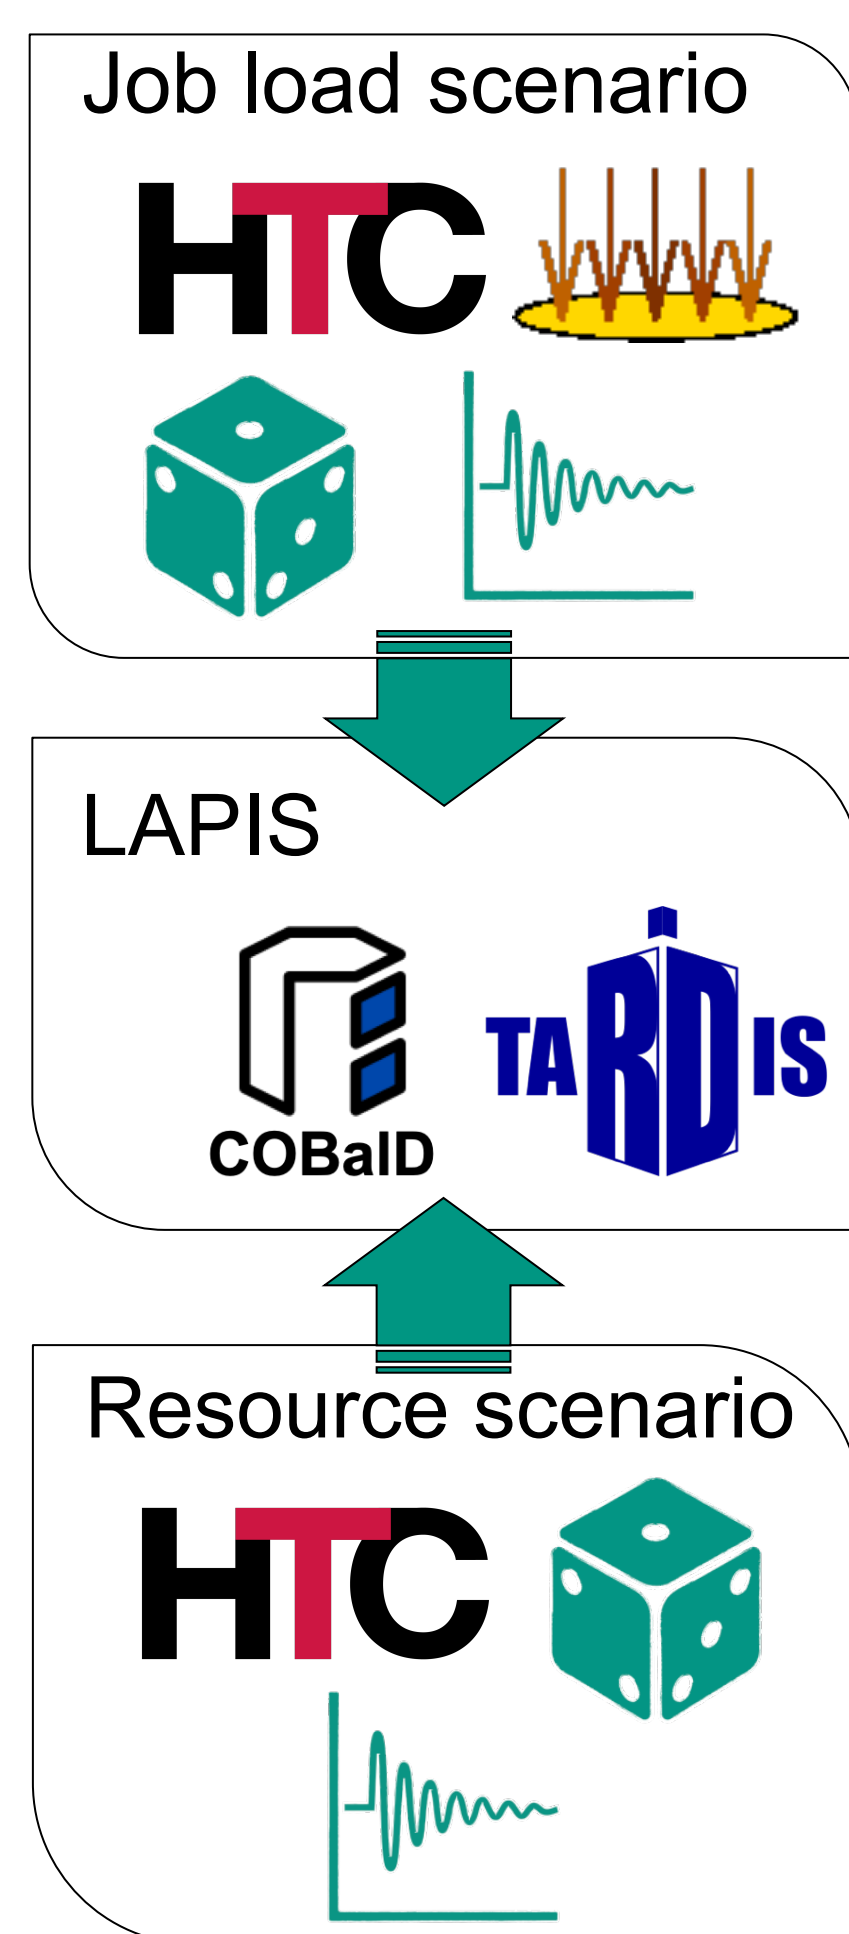 Job load scenario
HTC
LAPIS
COBalD
TARDIS
Resource scenario
HTC